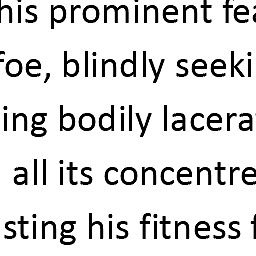 his prominent fea
foe, blindly seeki
ing bodily lacera
all its concentre
sting his fitness f